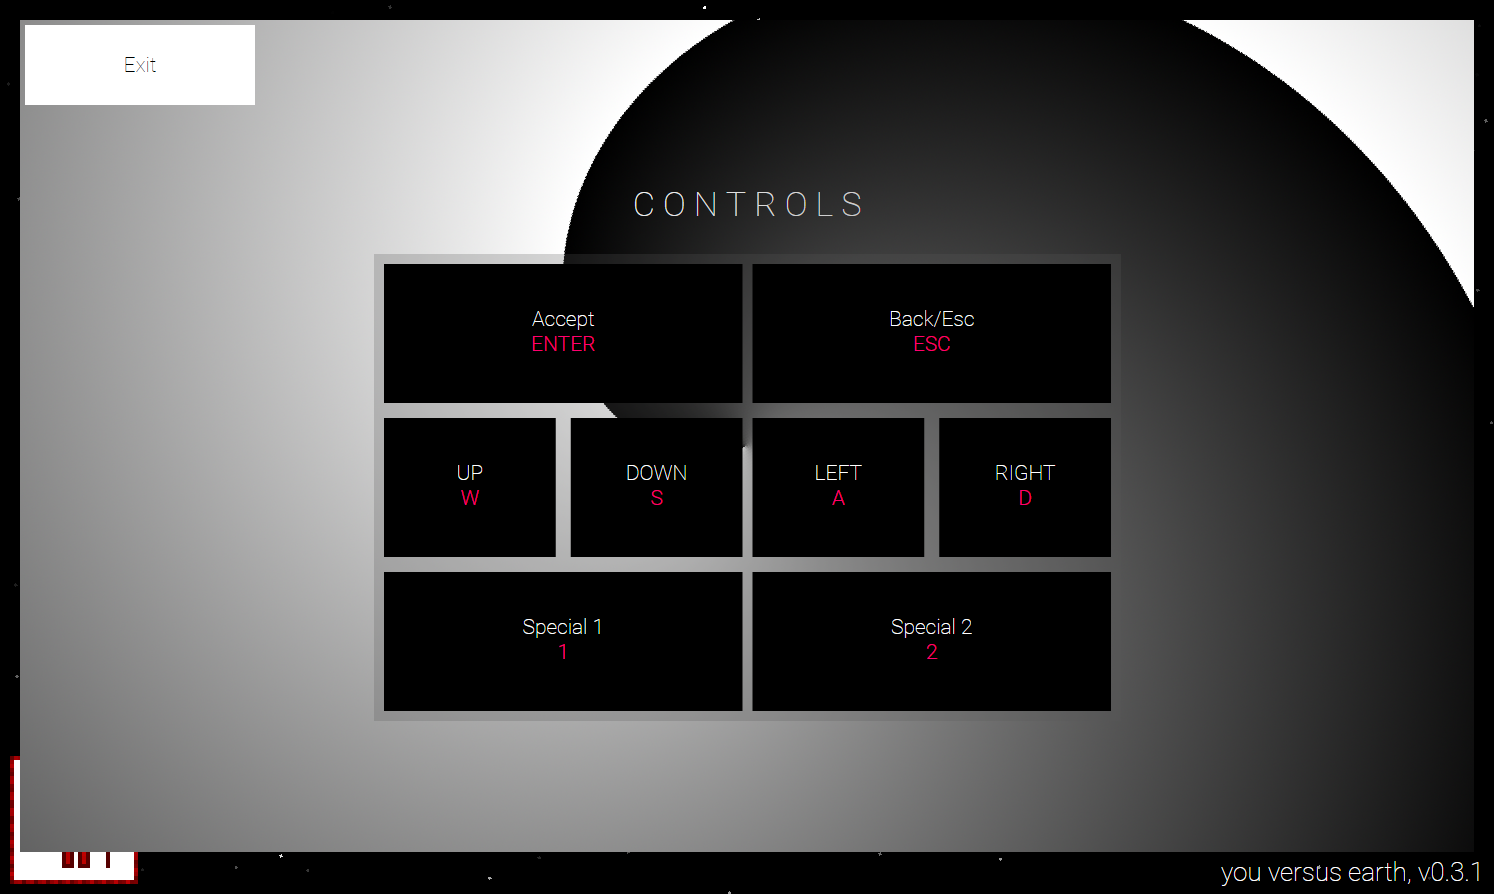 Exit
CONTROLS
Accept
ENTER
Back/Esc
ESC
UP
W
DOWN
S
LEFT
A
RIGHT
D
Special 1
1
Special 2
2
you versus earth, v0.3.1